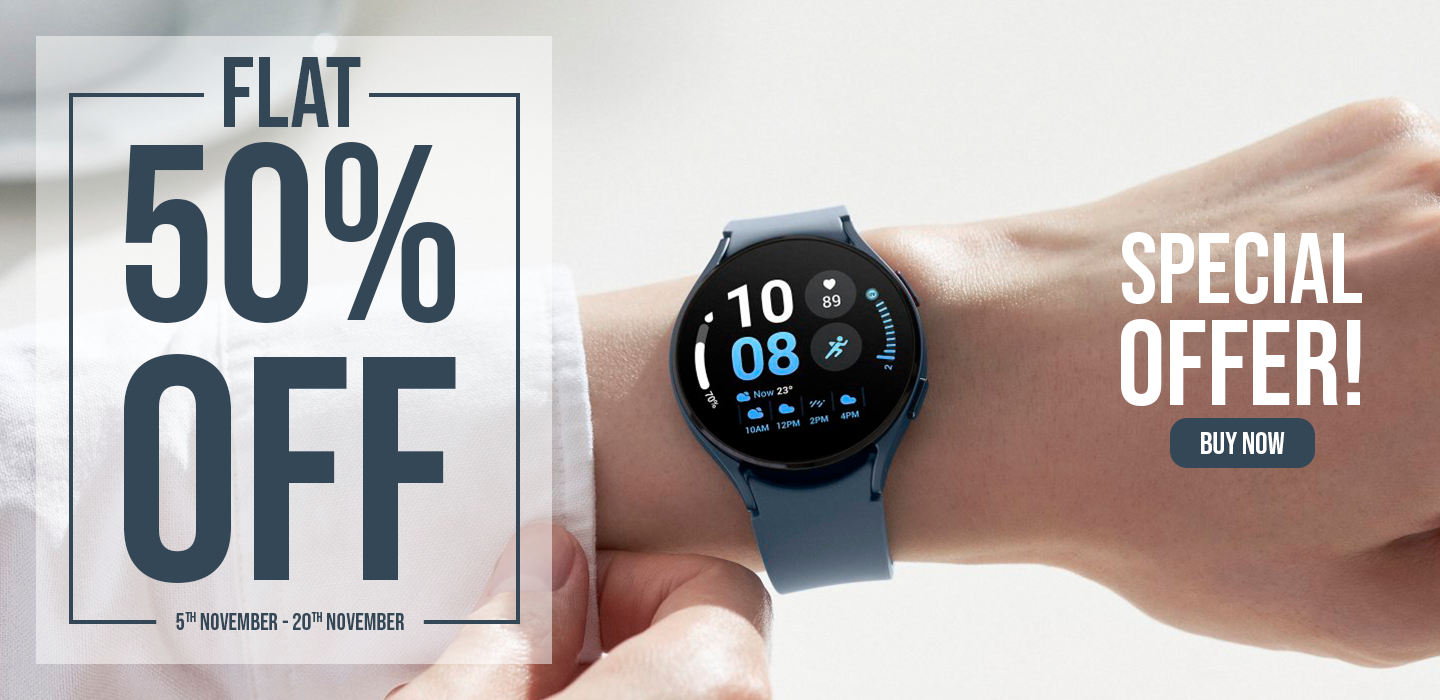 FLAT
50%
OFF
5TH NOVEMBER - 20TH NOVEMBER
10
08
89
70%
2
Now 23°
10AM 12PM 2PM 4PM
SPECIAL
OFFER!
BUY NOW